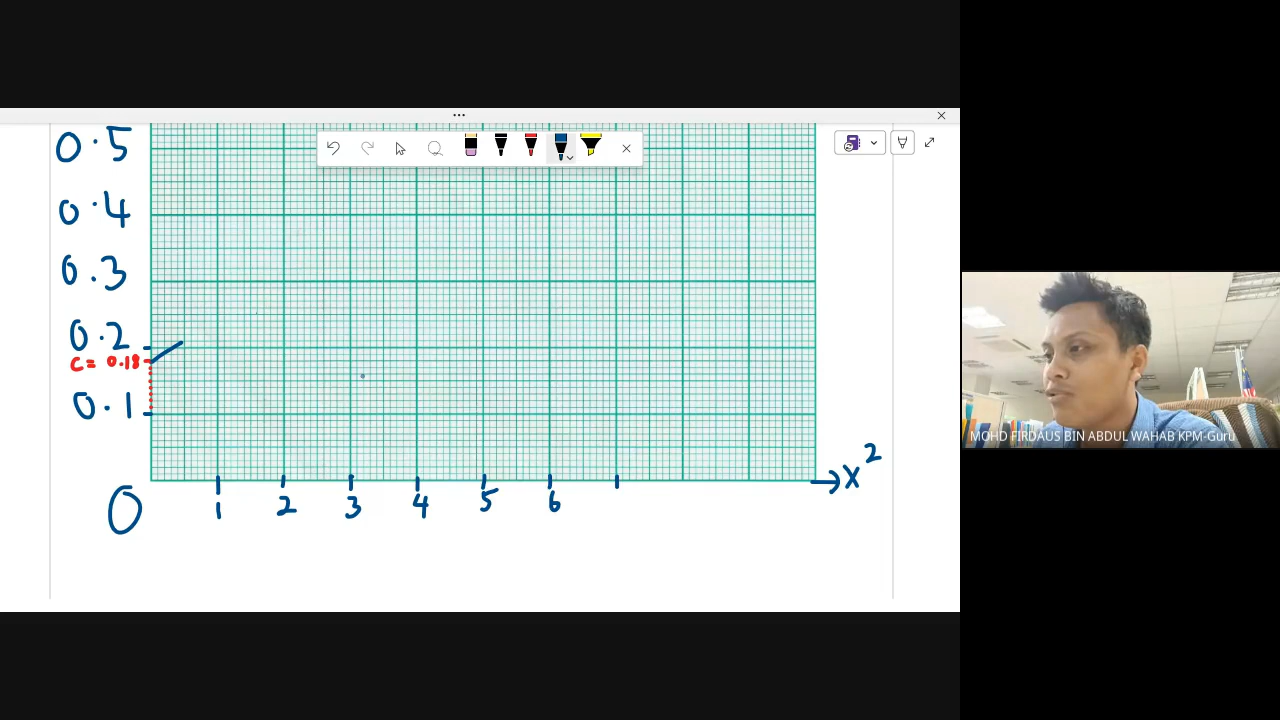 0.5
0.4
0.3
0.2
c = 0.18
0.1
x²
0
1 2 3 4 5 6
MOHD FIRDAUS BIN ABDUL WAHAB KPM-Guru